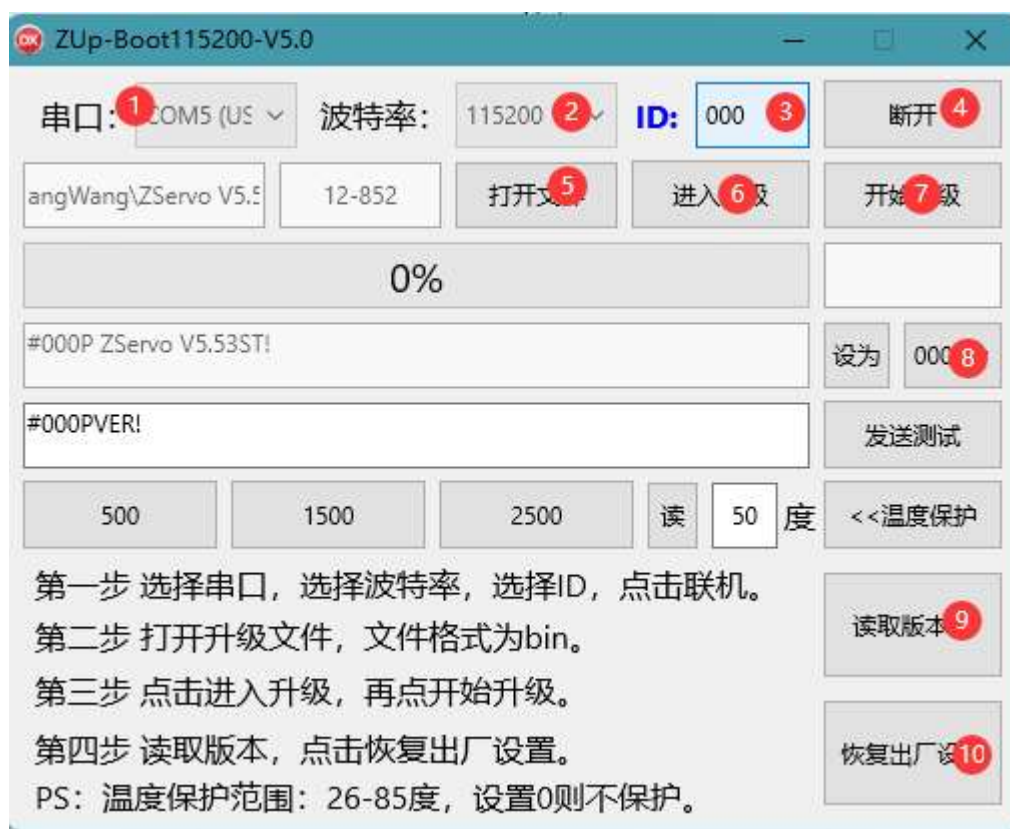 ZUp-Boot115200-V5.0
串口: 1 COM5 (US 波特率: 115200 2 ID: 000 3 断开 4
angWang\ZServo V5.5 12-852 打开文 5 进入 6 级 开始 7 级
0%
#000P ZServo V5.53ST!
设为 000 8
#000PVER!
发送测试
500 1500 2500 读 50 度 <<温度保护
第一步 选择串口，选择波特率，选择ID，点击联机。
第二步 打开升级文件，文件格式为bin。
读取版本 9
第三步 点击进入升级，再点开始升级。
第四步 读取版本，点击恢复出厂设置。
恢复出厂设 10
PS：温度保护范围：26-85度，设置0则不保护。